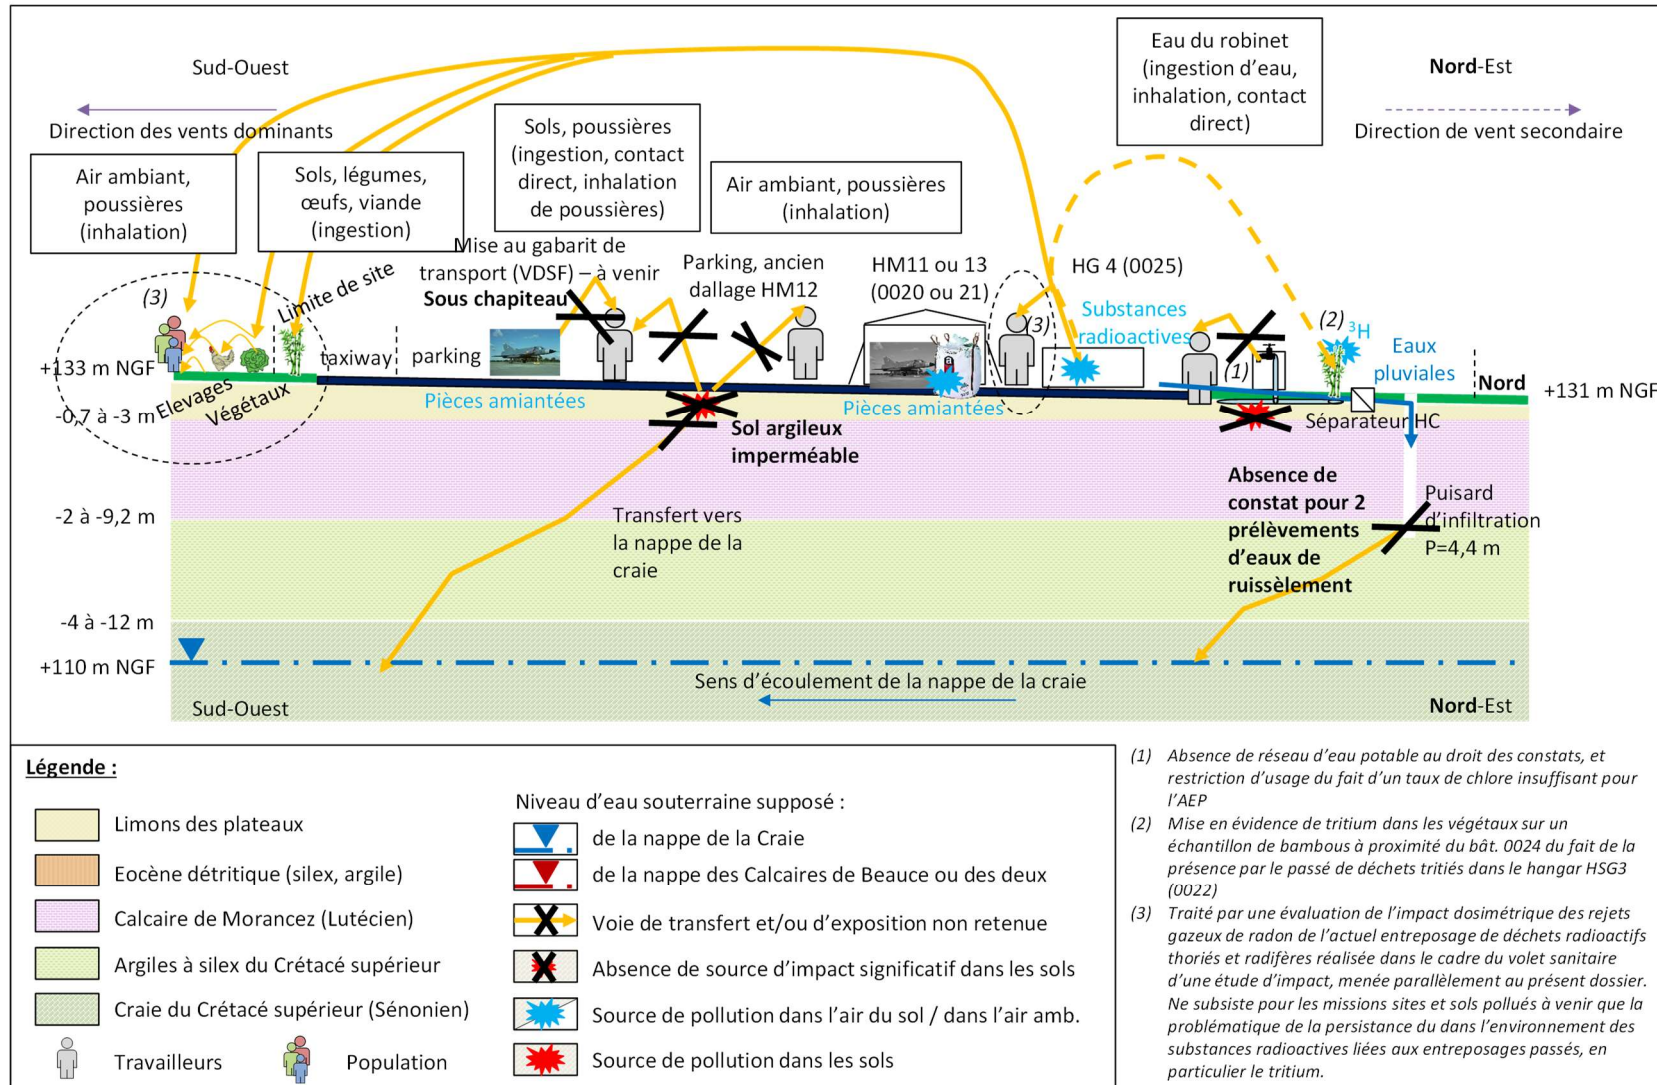 Sud-Ouest
Direction des vents dominants
Air ambiant,
poussières
(inhalation)
Sols, légumes,
œufs, viande
(ingestion)
Sols, poussières
(ingestion, contact
direct, inhalation
de poussières)
Air ambiant, poussières
(inhalation)
Eau du robinet
(ingestion d’eau,
inhalation, contact
direct)
Nord-Est
Direction de vent secondaire
(3)
Limite de site
Mise au gabarit de
transport (VDSF) – à venir
Sous chapiteau
Parking, ancien
dallage HM12
HM11 ou 13
(0020 ou 21)
(3)
HG 4 (0025)
Substances
radioactives
(1)
(2)
³H
Eaux
pluviales
Nord
+133 m NGF
taxiway
parking
+131 m NGF
Elevages
Végétaux
Pièces amiantées
Pièces amiantées
-0,7 à -3 m
Sol argileux
imperméable
Séparateur HC
Absence de
constat pour 2
prélèvements
d’eaux de
ruissèlement
Puisard
d’infiltration
P=4,4 m
-2 à -9,2 m
Transfert vers
la nappe de la
craie
-4 à -12 m
+110 m NGF
Sens d’écoulement de la nappe de la craie
Sud-Ouest
Nord-Est
Légende :
Limons des plateaux
Eocène détritique (silex, argile)
Calcaire de Morancez (Lutécien)
Argiles à silex du Crétacé supérieur
Craie du Crétacé supérieur (Sénonien)
Travailleurs
Population
Niveau d’eau souterraine supposé :
de la nappe de la Craie
de la nappe des Calcaires de Beauce ou des deux
Voie de transfert et/ou d’exposition non retenue
Absence de source d’impact significatif dans les sols
Source de pollution dans l’air du sol / dans l’air amb.
Source de pollution dans les sols
(1) Absence de réseau d’eau potable au droit des constats, et
restriction d’usage du fait d’un taux de chlore insuffisant pour
l’AEP
(2) Mise en évidence de tritium dans les végétaux sur un
échantillon de bambous à proximité du bât. 0024 du fait de la
présence par le passé de déchets tritiés dans le hangar HSG3
(0022)
(3) Traité par une évaluation de l’impact dosimétrique des rejets
gazeux de radon de l’actuel entreposage de déchets radioactifs
thoriés et radifères réalisée dans le cadre du volet sanitaire
d’une étude d’impact, menée parallèlement au présent dossier.
Ne subsiste pour les missions sites et sols pollués à venir que la
problématique de la persistance du dans l’environnement des
substances radioactives liées aux entreposages passés, en
particulier le tritium.